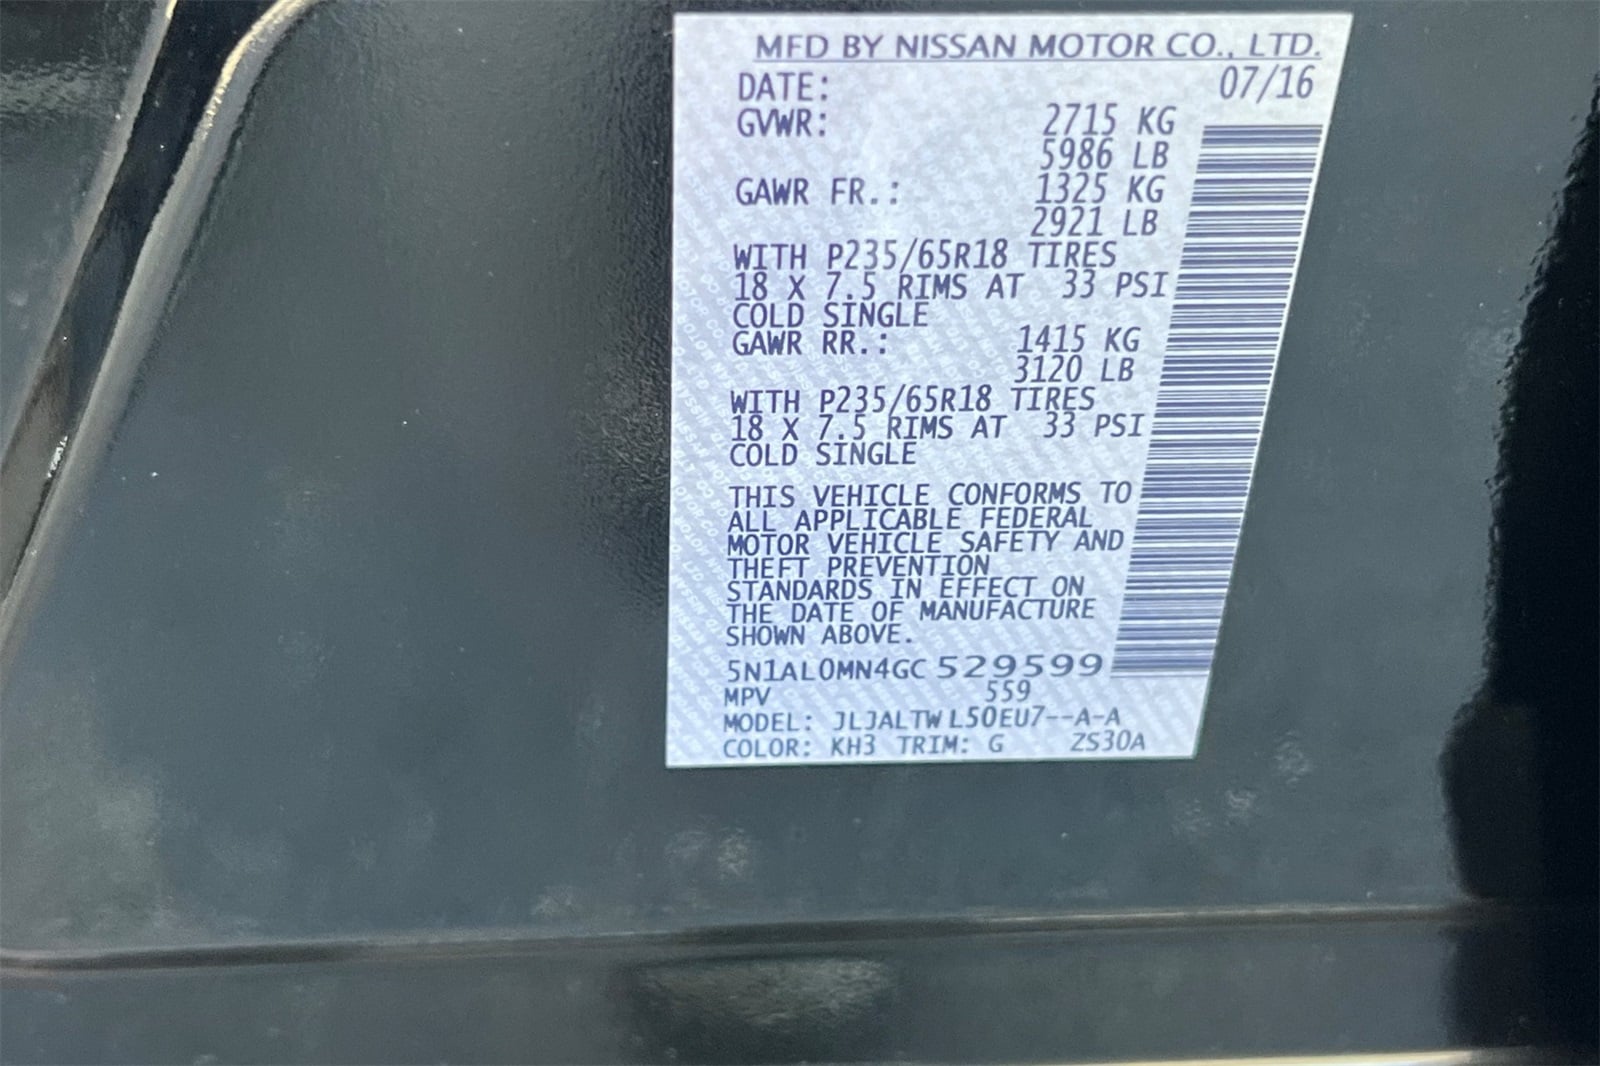 MFD BY NISSAN MOTOR CO., LTD.
DATE: 07/16
GVWR: 2715 KG
5986 LB
GAWR FR.: 1325 KG
2921 LB
WITH P235/65R18 TIRES
18 X 7.5 RIMS AT 33 PSI
COLD SINGLE
GAWR RR.: 1415 KG
3120 LB
WITH P235/65R18 TIRES
18 X 7.5 RIMS AT 33 PSI
COLD SINGLE
THIS VEHICLE CONFORMS TO
ALL APPLICABLE FEDERAL
MOTOR VEHICLE SAFETY AND
THEFT PREVENTION
STANDARDS IN EFFECT ON
THE DATE OF MANUFACTURE
SHOWN ABOVE.
5N1AL0MN4GC 529599
MPV 559
MODEL: JLJALTW L50EU7--A-A
COLOR: KH3 TRIM: G ZS30A